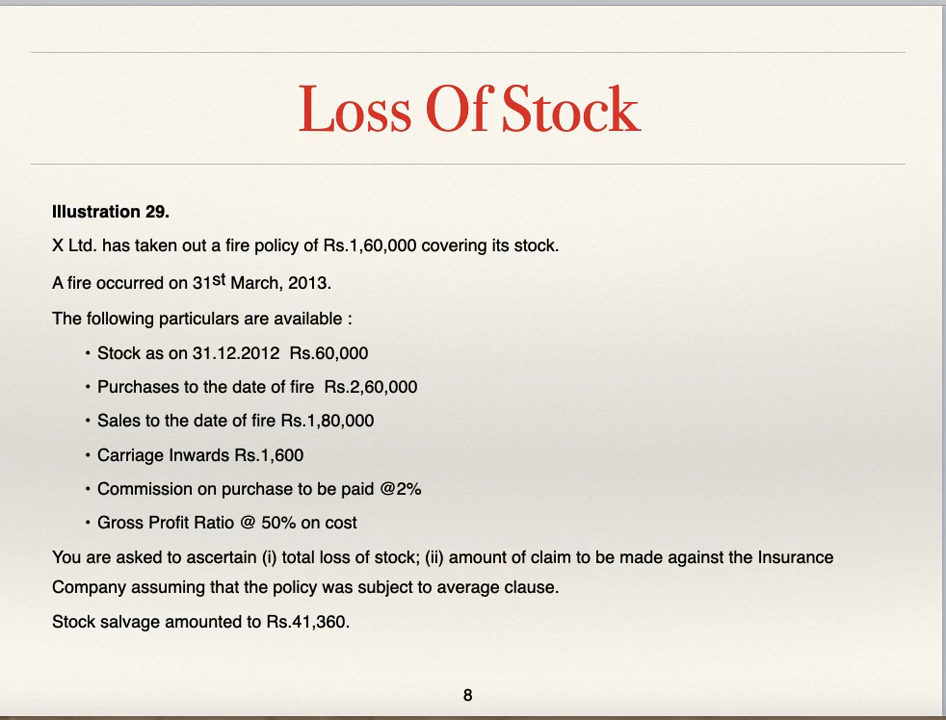 Loss Of Stock
Illustration 29.
X Ltd. has taken out a fire policy of Rs.1,60,000 covering its stock.
A fire occurred on 31st March, 2013.
The following particulars are available :
• Stock as on 31.12.2012  Rs.60,000
• Purchases to the date of fire  Rs.2,60,000
• Sales to the date of fire Rs.1,80,000
• Carriage Inwards Rs.1,600
• Commission on purchase to be paid @2%
• Gross Profit Ratio @ 50% on cost
You are asked to ascertain (i) total loss of stock; (ii) amount of claim to be made against the Insurance
Company assuming that the policy was subject to average clause.
Stock salvage amounted to Rs.41,360.
8